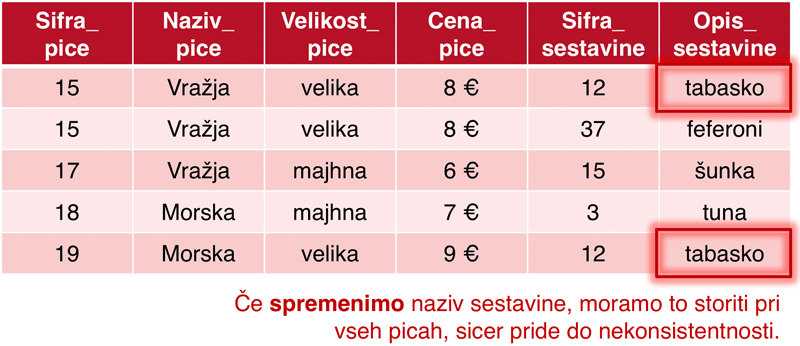 Sifra_ pice Naziv_ pice Velikost_ pice Cena_ pice Sifra_ sestavine Opis_ sestavine
15 Vražja velika 8 € 12 tabasko
15 Vražja velika 8 € 37 feferoni
17 Vražja majhna 6 € 15 šunka
18 Morska majhna 7 € 3 tuna
19 Morska velika 9 € 12 tabasko
Če spremenimo naziv sestavine, moramo to storiti pri
vseh picah, sicer pride do nekonsistentnosti.